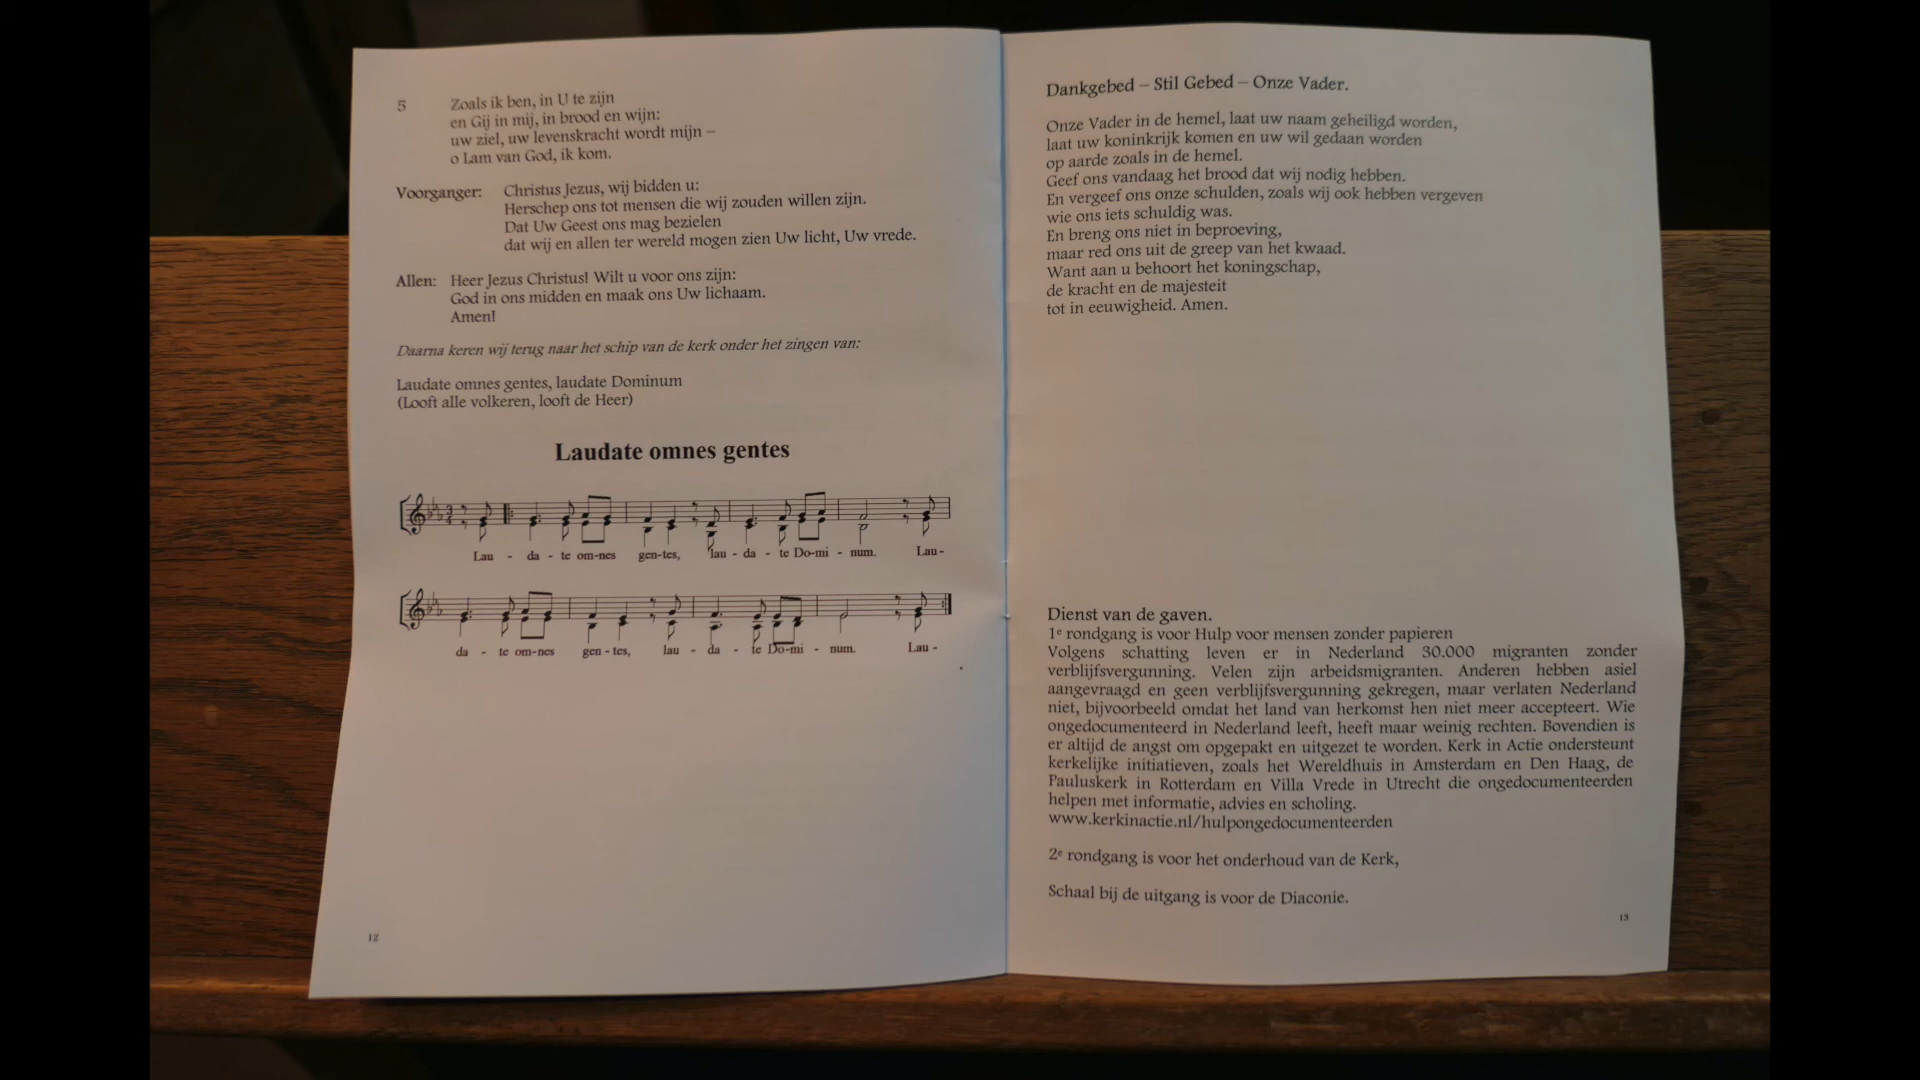 5 Zoals ik ben, in U te zijn
en Gij in mij, in brood en wijn:
uw ziel, uw levenskracht wordt mijn –
o Lam van God, ik kom.
Voorganger: Christus Jezus, wij bidden u:
Herschep ons tot mensen die wij zouden willen zijn.
Dat Uw Geest ons mag bezielen
dat wij en allen ter wereld mogen zien Uw licht, Uw vrede.
Allen: Heer Jezus Christus! Wilt u voor ons zijn:
God in ons midden en maak ons Uw lichaam.
Amen!
Daarna keren wij terug naar het schip van de kerk onder het zingen van:
Laudate omnes gentes, laudate Dominum
(Looft alle volkeren, looft de Heer)
Laudate omnes gentes
Lau - da - te om-nes gen-tes, lau - da - te Do-mi - num. Lau-
da - te om-nes gen - tes, lau - da - te Do-mi - num. Lau -
12
Dankgebed – Stil Gebed – Onze Vader.
Onze Vader in de hemel, laat uw naam geheiligd worden,
laat uw koninkrijk komen en uw wil gedaan worden
op aarde zoals in de hemel.
Geef ons vandaag het brood dat wij nodig hebben.
En vergeef ons onze schulden, zoals wij ook hebben vergeven
wie ons iets schuldig was.
En breng ons niet in beproeving,
maar red ons uit de greep van het kwaad.
Want aan u behoort het koningschap,
de kracht en de majesteit
tot in eeuwigheid. Amen.
Dienst van de gaven.
1e rondgang is voor Hulp voor mensen zonder papieren
Volgens schatting leven er in Nederland 30.000 migranten zonder
verblijfsvergunning. Velen zijn arbeidsmigranten. Anderen hebben asiel
aangevraagd en geen verblijfsvergunning gekregen, maar verlaten Nederland
niet, bijvoorbeeld omdat het land van herkomst hen niet meer accepteert. Wie
ongedocumenteerd in Nederland leeft, heeft maar weinig rechten. Bovendien is
er altijd de angst om opgepakt en uitgezet te worden. Kerk in Actie ondersteunt
kerkelijke initiatieven, zoals het Wereldhuis in Amsterdam en Den Haag, de
Pauluskerk in Rotterdam en Villa Vrede in Utrecht die ongedocumenteerden
helpen met informatie, advies en scholing.
www.kerkinactie.nl/hulpongedocumenteerden
2e rondgang is voor het onderhoud van de Kerk,
Schaal bij de uitgang is voor de Diaconie.
13